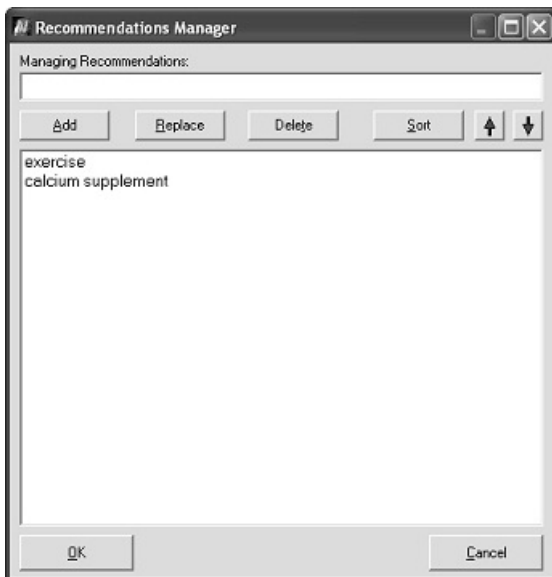 Recommendations Manager
Managing Recommendations:
Add Replace Delete Sort
exercise
calcium supplement
OK Cancel